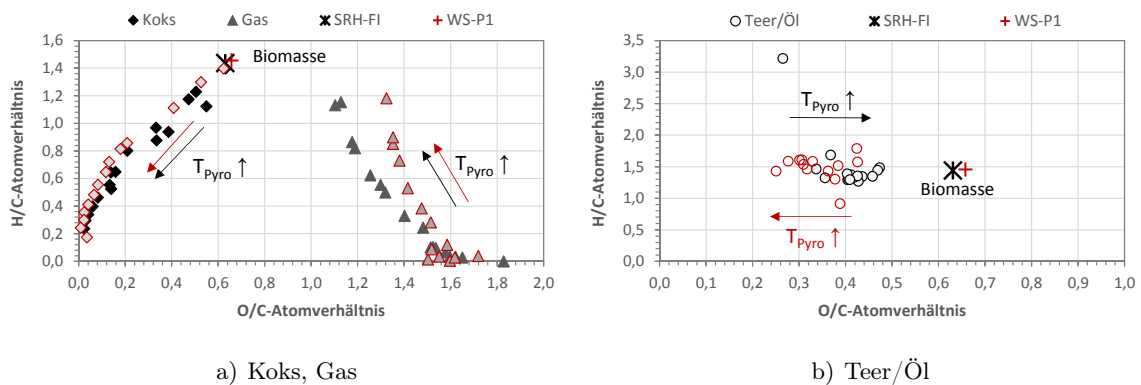 Koks Gas SRH-FI WS-P1
H/C-Atomverhältnis
1,6
1,4
1,2
1,0
0,8
0,6
0,4
0,2
0,0
Biomasse
T_Pyro ↑
T_Pyro ↑
0,0 0,2 0,4 0,6 0,8 1,0 1,2 1,4 1,6 1,8 2,0
O/C-Atomverhältnis
a) Koks, Gas
Teer/Öl SRH-FI WS-P1
H/C-Atomverhältnis
3,5
3,0
2,5
2,0
1,5
1,0
0,5
0,0
T_Pyro ↑
Biomasse
T_Pyro ↑
0,0 0,1 0,2 0,3 0,4 0,5 0,6 0,7 0,8 0,9 1,0
O/C-Atomverhältnis
b) Teer/Öl